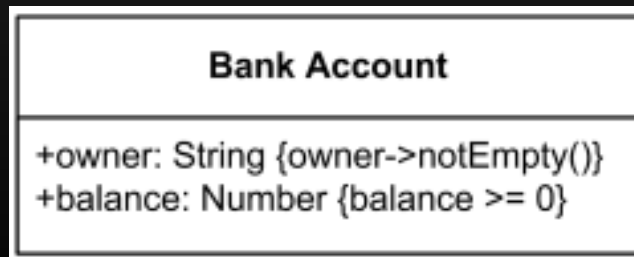 Bank Account
+owner: String {owner->notEmpty()}
+balance: Number {balance >= 0}